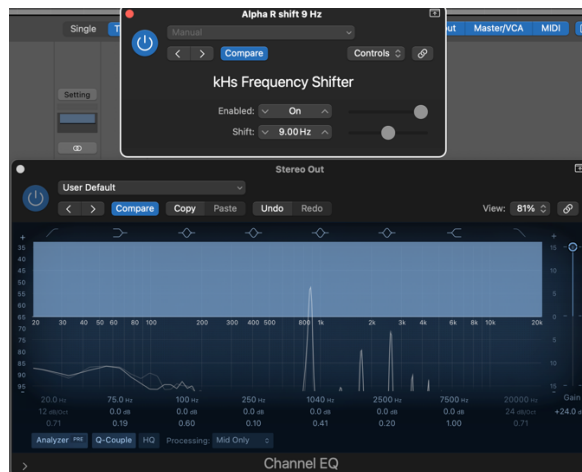 Alpha R shift 9 Hz
Single
Manual
Master/VCA MIDI
Compare Controls
kHs Frequency Shifter
Setting
Enabled: On
Shift: 9.00 Hz
Stereo Out
User Default
Compare Copy Paste Undo Redo View: 81%
+ +
35 15
40
45 10
50
55 5
60
65 0
20 30 40 50 60 80 100 200 300 400 500 800 1k 2k 3k 4k 6k 8k 10k 20k
70
75 5
80
85 10
90
95 15
20.0 Hz 75.0 Hz 100 Hz 250 Hz 1040 Hz 2500 Hz 7500 Hz 20000 Hz Gain
12 dB/Oct 0.0 dB 0.0 dB 0.0 dB 0.0 dB 0.0 dB 0.0 dB 24 dB/Oct +24.0 d
0.71 0.19 0.60 0.10 0.41 0.20 1.00 0.71
Analyzer PRE Q-Couple HQ Processing: Mid Only
Channel EQ